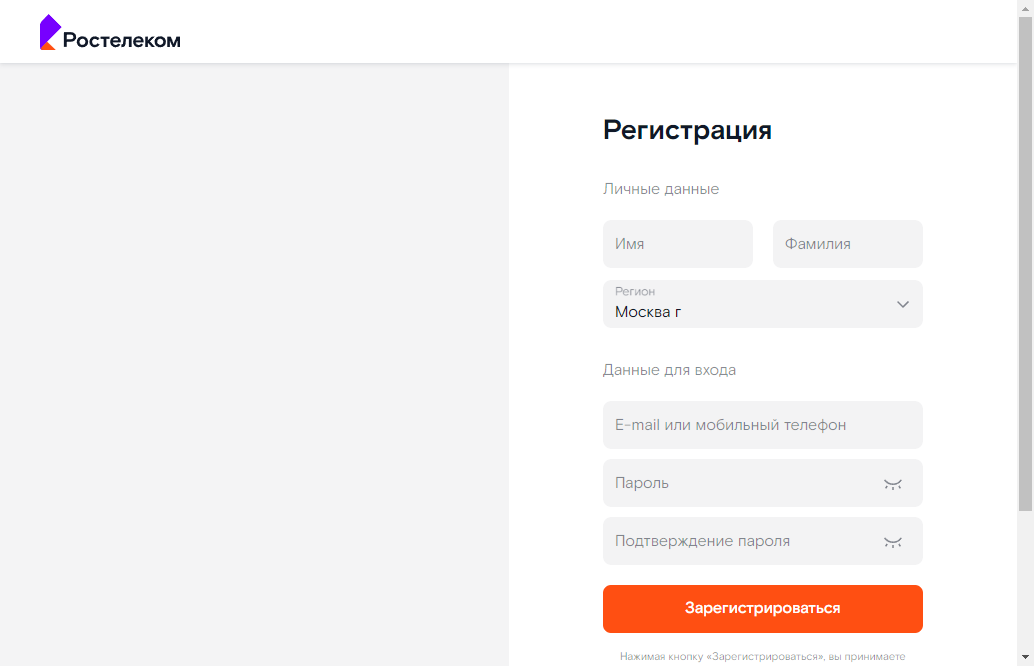 Ростелеком
Регистрация
Личные данные
Имя
Фамилия
Регион
Москва г
Данные для входа
E-mail или мобильный телефон
Пароль
Подтверждение пароля
Зарегистрироваться
Нажимая кнопку «Зарегистрироваться», вы принимаете